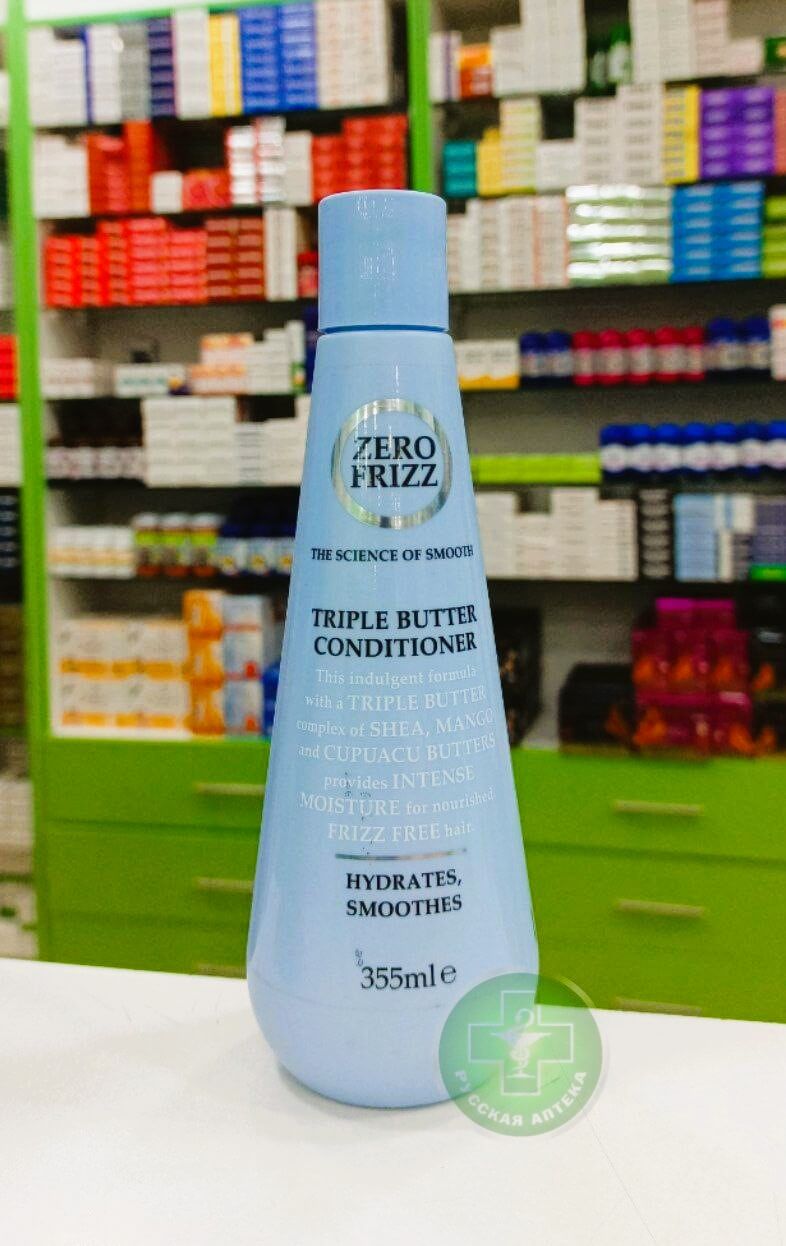 ZERO
FRIZZ
THE SCIENCE OF SMOOTH
TRIPLE BUTTER
CONDITIONER
This indulgent formula
with a TRIPLE BUTTER
complex of SHEA, MANGO
and CUPUACU BUTTERS
provides INTENSE
MOISTURE for nourished
FRIZZ FREE hair.
HYDRATES,
SMOOTHES
355ml e
РУССКАЯ АПТЕКА